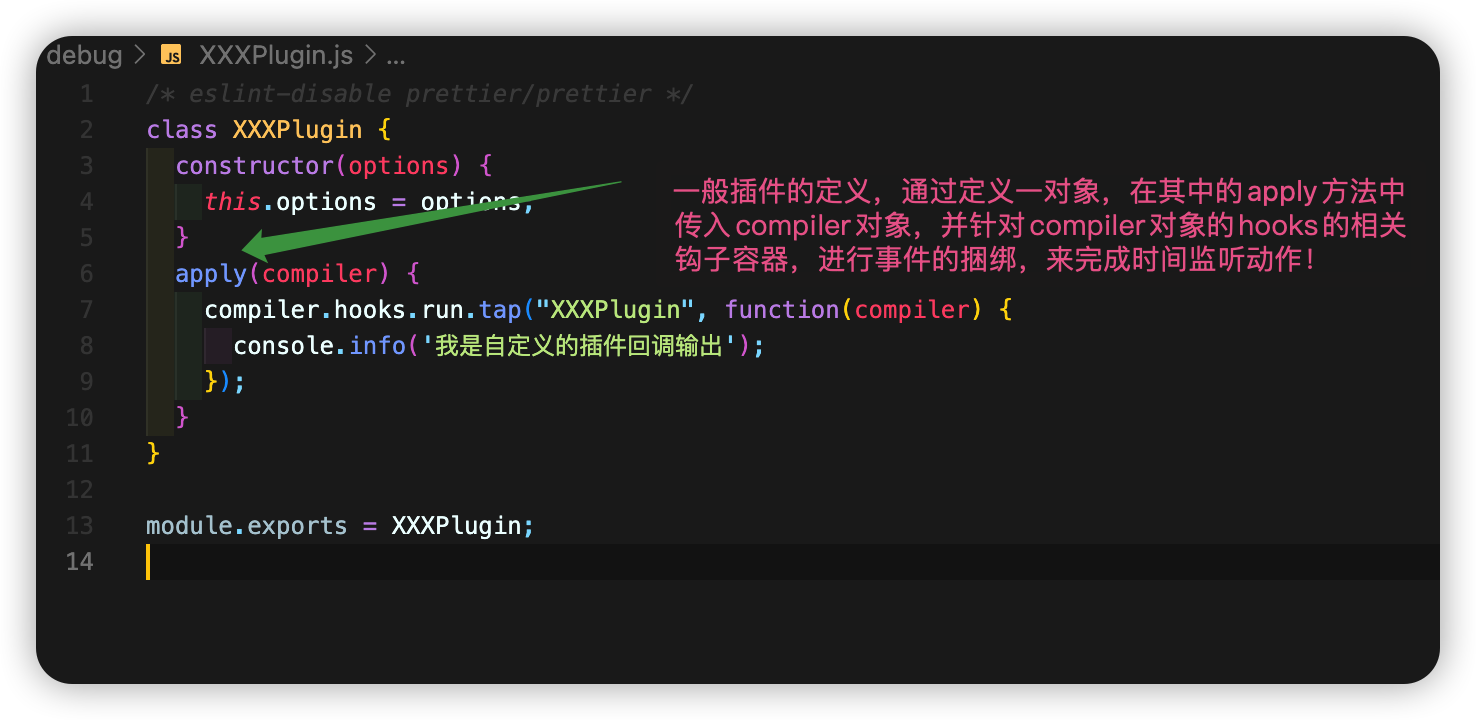 debug > JS XXXPlugin.js > ...
1 /* eslint-disable prettier/prettier */
2 class XXXPlugin {
3 constructor(options) {
4 this.options = options;
5 }
6 apply(compiler) {
7 compiler.hooks.run.tap("XXXPlugin", function(compiler) {
8 console.info('我是自定义的插件回调输出');
9 });
10 }
11 }
12
13 module.exports = XXXPlugin;
14
一般插件的定义，通过定义一对象，在其中的apply方法中
传入compiler对象，并针对compiler对象的hooks的相关
钩子容器，进行事件的捆绑，来完成时间监听动作！